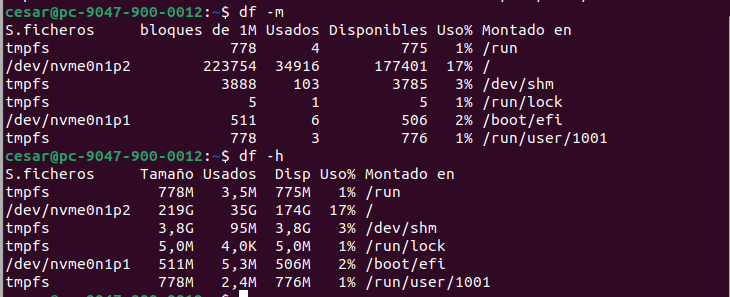 tmpfs
cesar@pc-9047-900-0012:~$ df -m
S.ficheros     bloques de 1M Usados Disponibles Uso% Montado en
tmpfs                    778      4         775   1% /run
/dev/nvme0n1p2        223754  34916      177401  17% /
tmpfs                   3888    103        3785   3% /dev/shm
tmpfs                      5      1           5   1% /run/lock
/dev/nvme0n1p1           511      6         506   2% /boot/efi
tmpfs                    778      3         776   1% /run/user/1001
cesar@pc-9047-900-0012:~$ df -h
S.ficheros     Tamaño Usados  Disp Uso% Montado en
tmpfs            778M   3,5M  775M   1% /run
/dev/nvme0n1p2   219G    35G  174G  17% /
tmpfs            3,8G    95M  3,8G   3% /dev/shm
tmpfs            5,0M   4,0K  5,0M   1% /run/lock
/dev/nvme0n1p1   511M   5,3M  506M   2% /boot/efi
tmpfs            778M   2,4M  776M   1% /run/user/1001